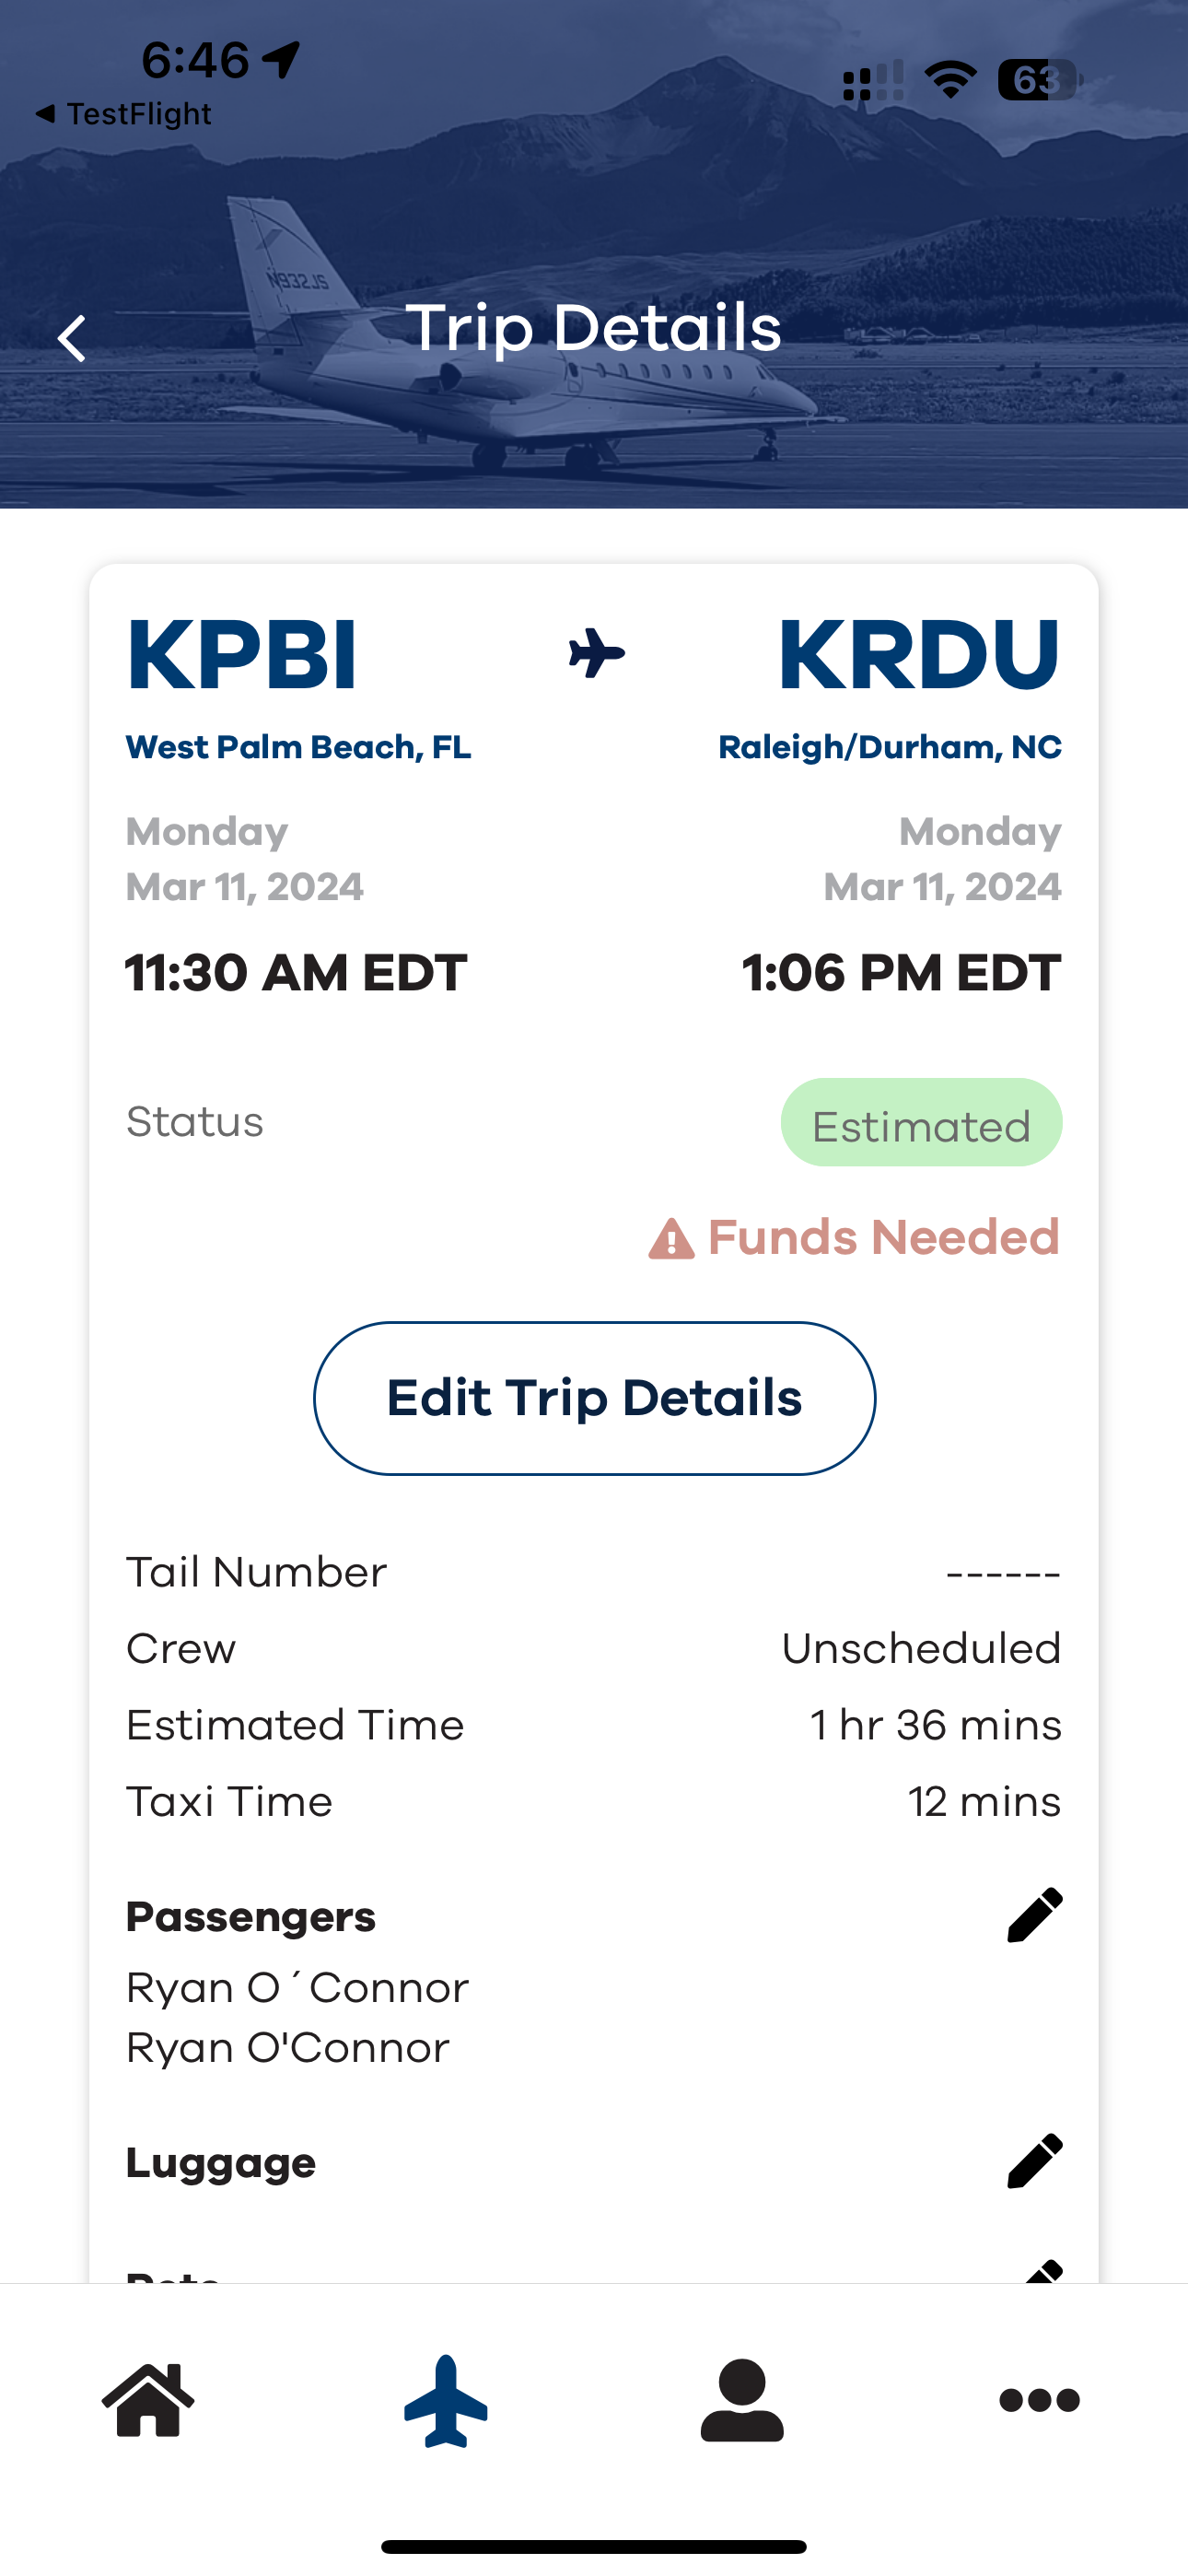 6:46
63
◀ TestFlight
N932JS
Trip Details
KPBI
KRDU
West Palm Beach, FL
Raleigh/Durham, NC
Monday
Monday
Mar 11, 2024
Mar 11, 2024
11:30 AM EDT
1:06 PM EDT
Status
Estimated
Funds Needed
Edit Trip Details
Tail Number
------
Crew
Unscheduled
Estimated Time
1 hr 36 mins
Taxi Time
12 mins
Passengers
Ryan O´Connor
Ryan O'Connor
Luggage